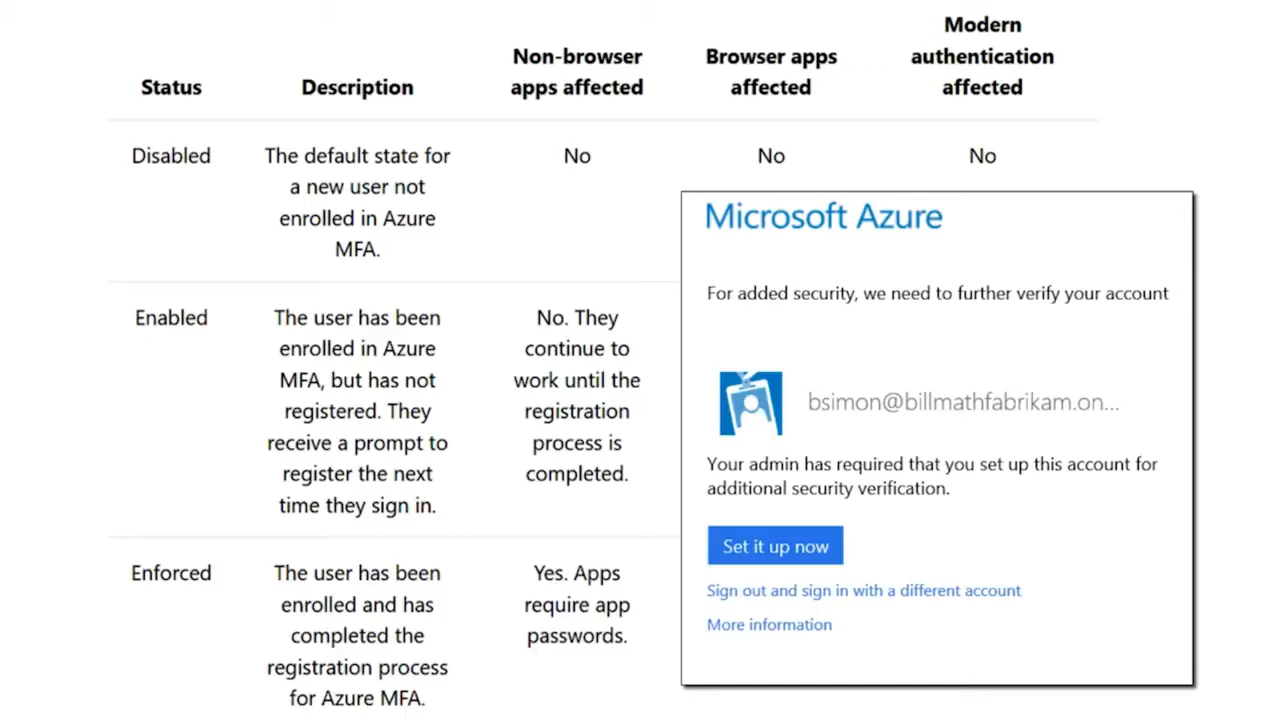 Status
Description
Non-browser
apps affected
Browser apps
affected
Modern
authentication
affected
Disabled
The default state for
a new user not
enrolled in Azure
MFA.
No
No
No
Enabled
The user has been
enrolled in Azure
MFA, but has not
registered. They
receive a prompt to
register the next
time they sign in.
No. They
continue to
work until the
registration
process is
completed.
Enforced
The user has been
enrolled and has
completed the
registration process
for Azure MFA.
Yes. Apps
require app
passwords.
Microsoft Azure
For added security, we need to further verify your account
bsimon@billmathfabrikam.on...
Your admin has required that you set up this account for
additional security verification.
Set it up now
Sign out and sign in with a different account
More information